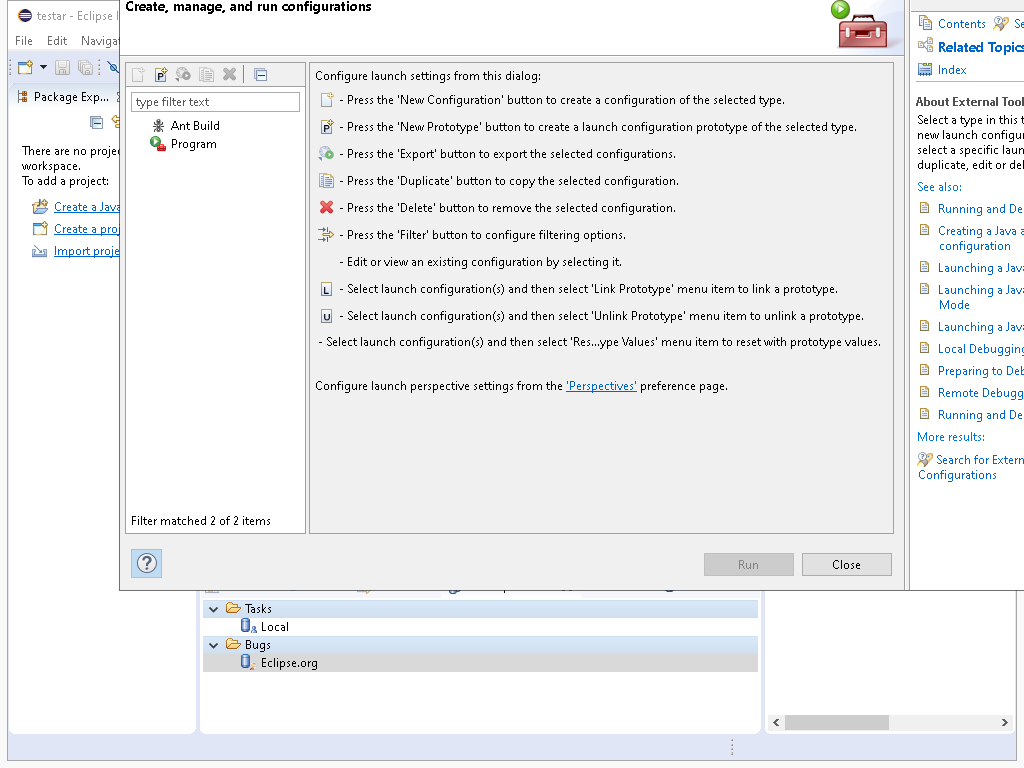 testar - Eclipse I
File Edit Navigat
Package Exp...
There are no proje
workspace.
To add a project:
Create a Java
Create a proj
Import proje
Create, manage, and run configurations
type filter text
Ant Build
Program
Filter matched 2 of 2 items
Configure launch settings from this dialog:
- Press the 'New Configuration' button to create a configuration of the selected type.
- Press the 'New Prototype' button to create a launch configuration prototype of the selected type.
- Press the 'Export' button to export the selected configurations.
- Press the 'Duplicate' button to copy the selected configuration.
- Press the 'Delete' button to remove the selected configuration.
- Press the 'Filter' button to configure filtering options.
- Edit or view an existing configuration by selecting it.
L - Select launch configuration(s) and then select 'Link Prototype' menu item to link a prototype.
U - Select launch configuration(s) and then select 'Unlink Prototype' menu item to unlink a prototype.
- Select launch configuration(s) and then select 'Res...ype Values' menu item to reset with prototype values.
Configure launch perspective settings from the 'Perspectives' preference page.
Run
Close
Contents Se
Related Topics
Index
About External Tool
Select a type in this t
new launch configur
select a specific laun
duplicate, edit or del
See also:
Running and De
Creating a Java a
configuration
Launching a Java
Launching a Java
Mode
Launching a Java
Local Debugging
Preparing to Deb
Remote Debugg
Running and De
More results:
Search for Extern
Configurations
Tasks
Local
Bugs
Eclipse.org